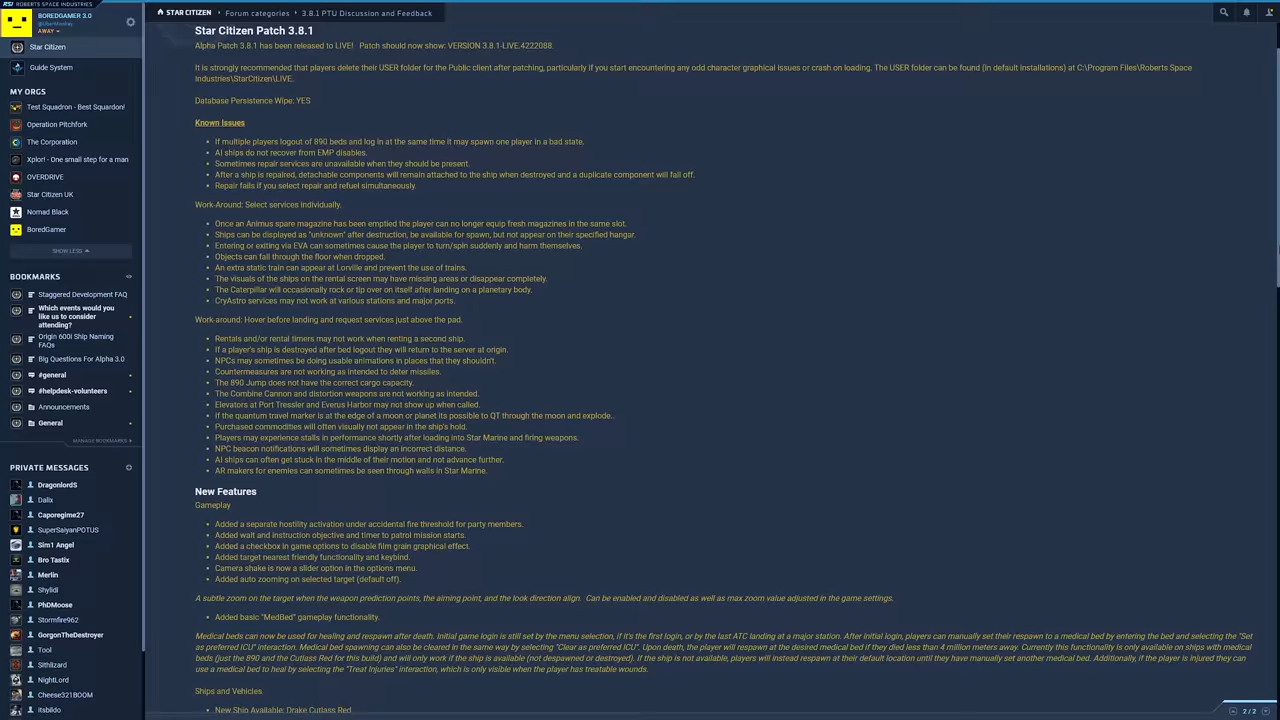 RSI ROBERTS SPACE INDUSTRIES
BOREDGAMER 3.0
@UberMonkey
AWAY
Star Citizen
Guide System
MY ORGS
Test Squadron - Best Squardon!
Operation Pitchfork
The Corporation
Xplor! - One small step for a man
OVERDRIVE
Star Citizen UK
Nomad Black
BoredGamer
SHOW LESS
BOOKMARKS
Staggered Development FAQ
Which events would you
like us to consider
attending?
Origin 600i Ship Naming
FAQs
Big Questions For Alpha 3.0
#general
#helpdesk-volunteers
Announcements
General
MANAGE BOOKMARKS
PRIVATE MESSAGES
DragonlordS
Dalix
Caporegime27
SuperSaiyanPOTUS
Sim1 Angel
Bro Tastix
Merlin
Shylidi
PhDMoose
Stormfire962
GorgonTheDestroyer
Tool
Sithlizard
NightLord
Cheese321BOOM
itsbildo
STAR CITIZEN › Forum categories › 3.8.1 PTU Discussion and Feedback
Star Citizen Patch 3.8.1
Alpha Patch 3.8.1 has been released to LIVE! Patch should now show: VERSION 3.8.1-LIVE.4222088.
It is strongly recommended that players delete their USER folder for the Public client after patching, particularly if you start encountering any odd character graphical issues or crash on loading. The USER folder can be found (in default installations) at C:\Program Files\Roberts Space
Industries\StarCitizen\LIVE.
Database Persistence Wipe: YES
Known Issues
• If multiple players logout of 890 beds and log in at the same time it may spawn one player in a bad state.
• AI ships do not recover from EMP disables.
• Sometimes repair services are unavailable when they should be present.
• After a ship is repaired, detachable components will remain attached to the ship when destroyed and a duplicate component will fall off.
• Repair fails if you select repair and refuel simultaneously.
Work-Around: Select services individually.
• Once an Animus spare magazine has been emptied the player can no longer equip fresh magazines in the same slot.
• Ships can be displayed as "unknown" after destruction, be available for spawn, but not appear on their specified hangar.
• Entering or exiting via EVA can sometimes cause the player to turn/spin suddenly and harm themselves.
• Objects can fall through the floor when dropped.
• An extra static train can appear at Lorville and prevent the use of trains.
• The visuals of the ships on the rental screen may have missing areas or disappear completely.
• The Caterpillar will occasionally rock or tip over on itself after landing on a planetary body.
• CryAstro services may not work at various stations and major ports.
Work-around: Hover before landing and request services just above the pad.
• Rentals and/or rental timers may not work when renting a second ship.
• If a player's ship is destroyed after bed logout they will return to the server at origin.
• NPCs may sometimes be doing usable animations in places that they shouldn't.
• Countermeasures are not working as intended to deter missiles.
• The 890 Jump does not have the correct cargo capacity.
• The Combine Cannon and distortion weapons are not working as intended.
• Elevators at Port Tressler and Everus Harbor may not show up when called.
• If the quantum travel marker is at the edge of a moon or planet its possible to QT through the moon and explode...
• Purchased commodities will often visually not appear in the ship's hold.
• Players may experience stalls in performance shortly after loading into Star Marine and firing weapons.
• NPC beacon notifications will sometimes display an incorrect distance.
• AI ships can often get stuck in the middle of their motion and not advance further.
• AR makers for enemies can sometimes be seen through walls in Star Marine.
New Features
Gameplay
• Added a separate hostility activation under accidental fire threshold for party members.
• Added wait and instruction objective and timer to patrol mission starts.
• Added a checkbox in game options to disable film grain graphical effect.
• Added target nearest friendly functionality and keybind.
• Camera shake is now a slider option in the options menu.
• Added auto zooming on selected target (default off).
A subtle zoom on the target when the weapon prediction points, the aiming point, and the look direction align. Can be enabled and disabled as well as max zoom value adjusted in the game settings.
• Added basic "MedBed" gameplay functionality.
Medical beds can now be used for healing and respawn after death. Initial game login is still set by the menu selection, if it's the first login, or by the last ATC landing at a major station. After initial login, players can manually set their respawn to a medical bed by entering the bed and selecting the "Set
as preferred ICU" interaction. Medical bed spawning can also be cleared in the same way by selecting "Clear as preferred ICU". Upon death, the player will respawn at the desired medical bed if they died less than 4 million meters away. Currently this functionality is only available on ships with medical
beds (just the 890 and the Cutlass Red for this build) and will only work if the ship is available (not despawned or destroyed). If the ship is not available, players will instead respawn at their default location until they have manually set another medical bed. Additionally, if the player is injured they can
use a medical bed to heal by selecting the "Treat Injuries" interaction, which is only visible when the player has treatable wounds.
Ships and Vehicles
• New Ship Available: Drake Cutlass Red
2/2